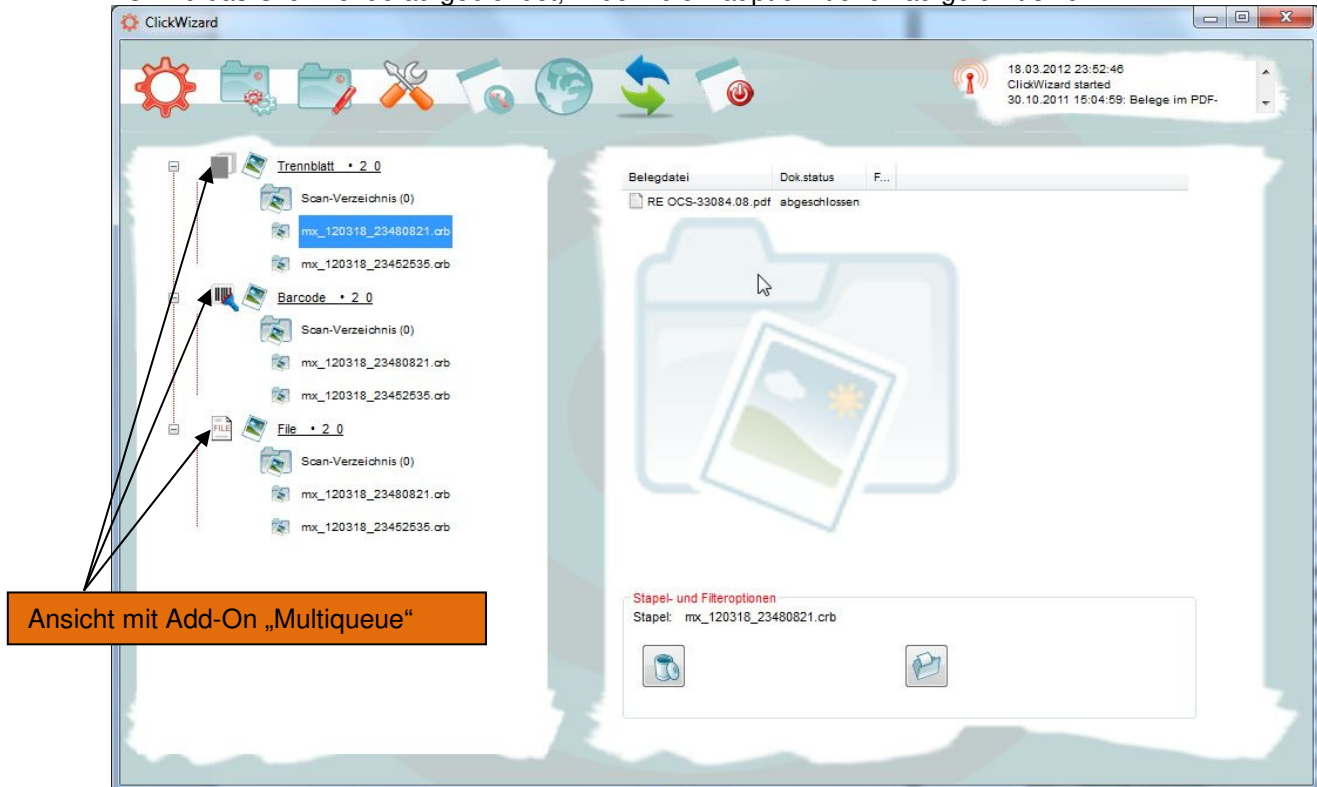 ClickWizard
18.03.2012 23:52:46
ClickWizard started
30.10.2011 15:04:59: Belege im PDF-
Trennblatt • 2 0
Scan-Verzeichnis (0)
mx_120318_23480821.crb
mx_120318_23452535.crb
Barcode • 2 0
Scan-Verzeichnis (0)
mx_120318_23480821.crb
mx_120318_23452535.crb
FILE
File • 2 0
Scan-Verzeichnis (0)
mx_120318_23480821.crb
mx_120318_23452535.crb
Belegdatei Dok.status F...
RE OCS-33084.08.pdf abgeschlossen
Ansicht mit Add-On „Multiqueue“
Stapel- und Filteroptionen
Stapel: mx_120318_23480821.crb